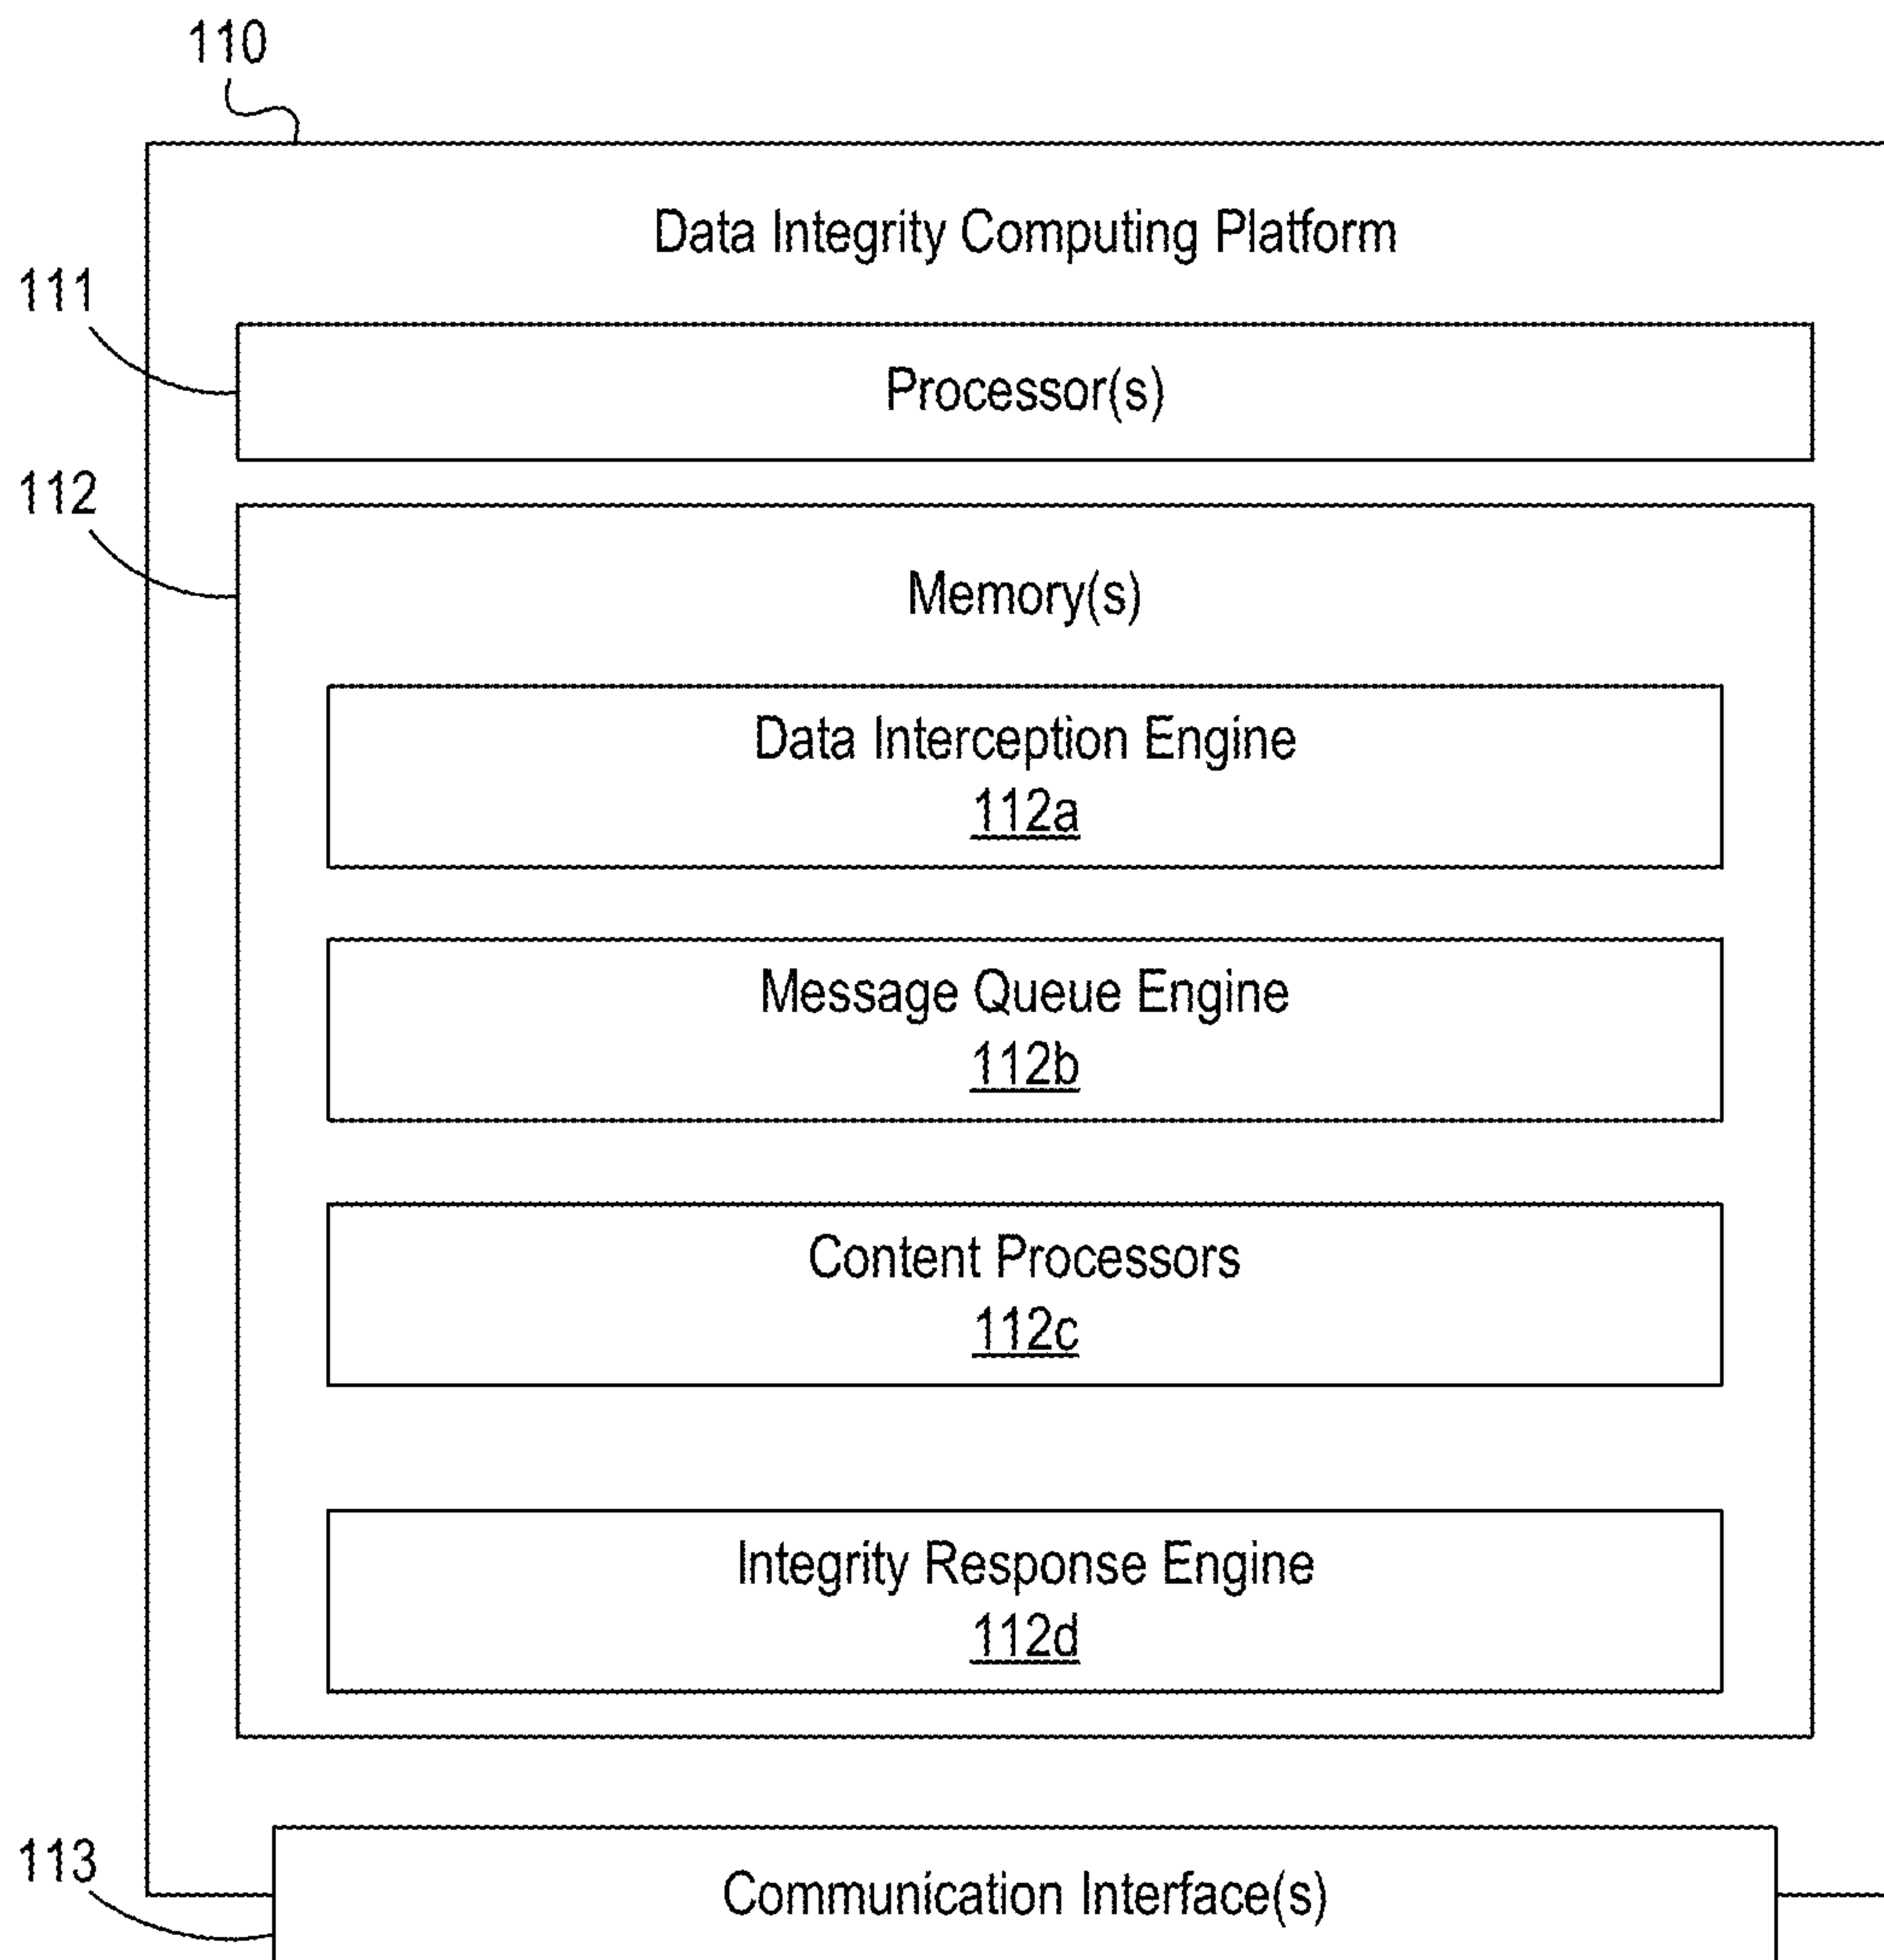 110
Data Integrity Computing Platform
111
Processor(s)
112
Memory(s)
Data Interception Engine
112a
Message Queue Engine
112b
Content Processors
112c
Integrity Response Engine
112d
113
Communication Interface(s)